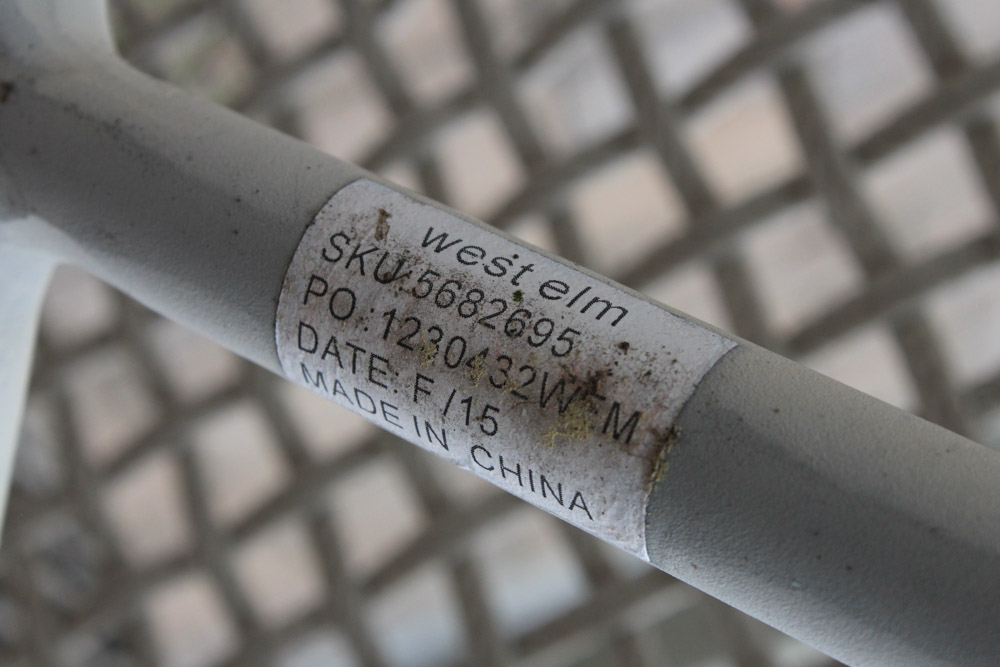 west elm
SKU:5682695
PO :1230432WEM
DATE: F /15
MADE IN CHINA